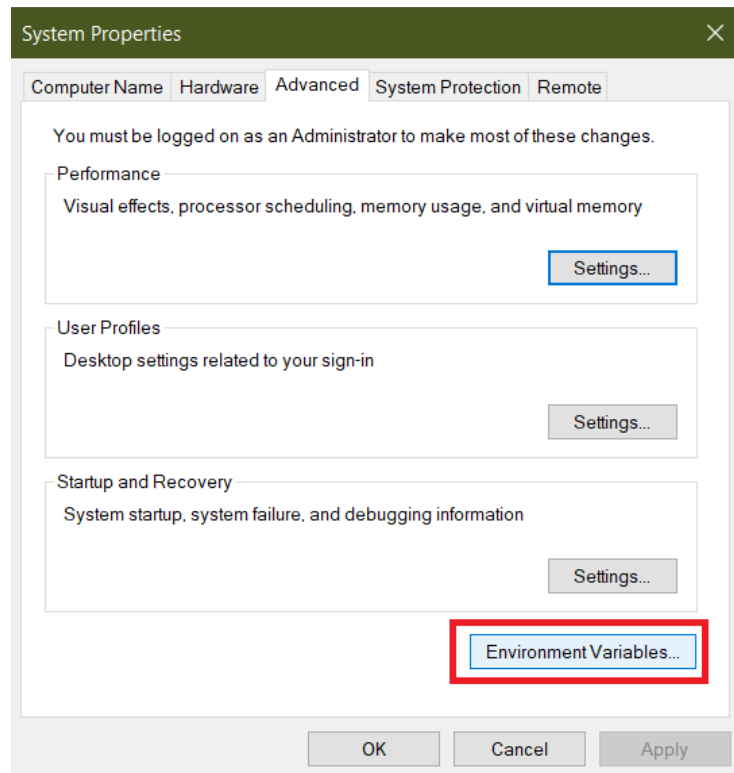 System Properties
Computer Name Hardware Advanced System Protection Remote
You must be logged on as an Administrator to make most of these changes.
Performance
Visual effects, processor scheduling, memory usage, and virtual memory
Settings...
User Profiles
Desktop settings related to your sign-in
Settings...
Startup and Recovery
System startup, system failure, and debugging information
Settings...
Environment Variables...
OK Cancel Apply